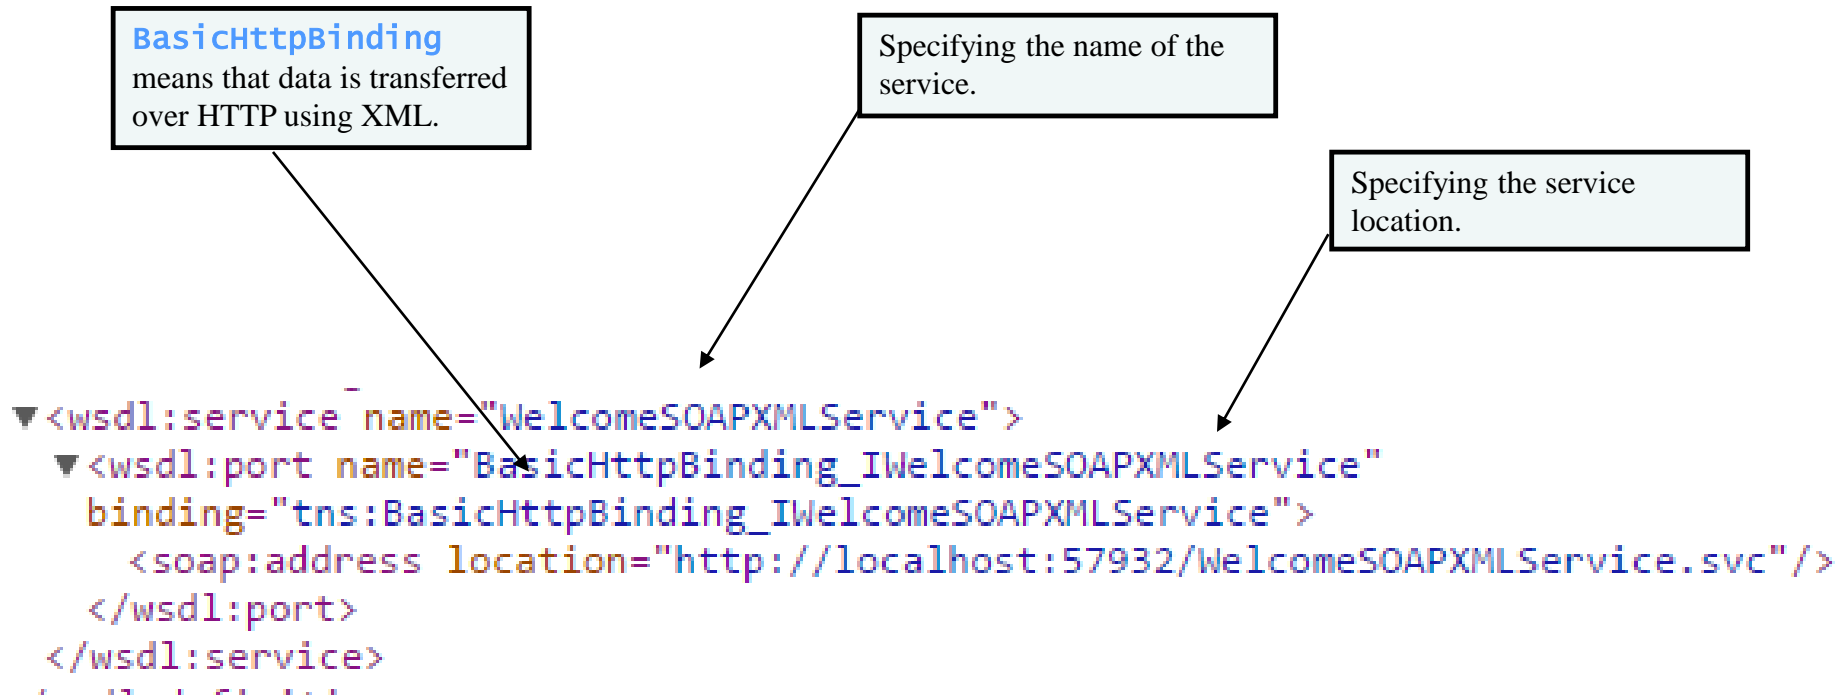 BasicHttpBinding
means that data is transferred
over HTTP using XML.
Specifying the name of the
service.
Specifying the service
location.
<wsdl:service name="WelcomeSOAPXMLService">
<wsdl:port name="BasicHttpBinding_IWelcomeSOAPXMLService"
binding="tns:BasicHttpBinding_IWelcomeSOAPXMLService">
<soap:address location="http://localhost:57932/WelcomeSOAPXMLService.svc"/>
</wsdl:port>
</wsdl:service>